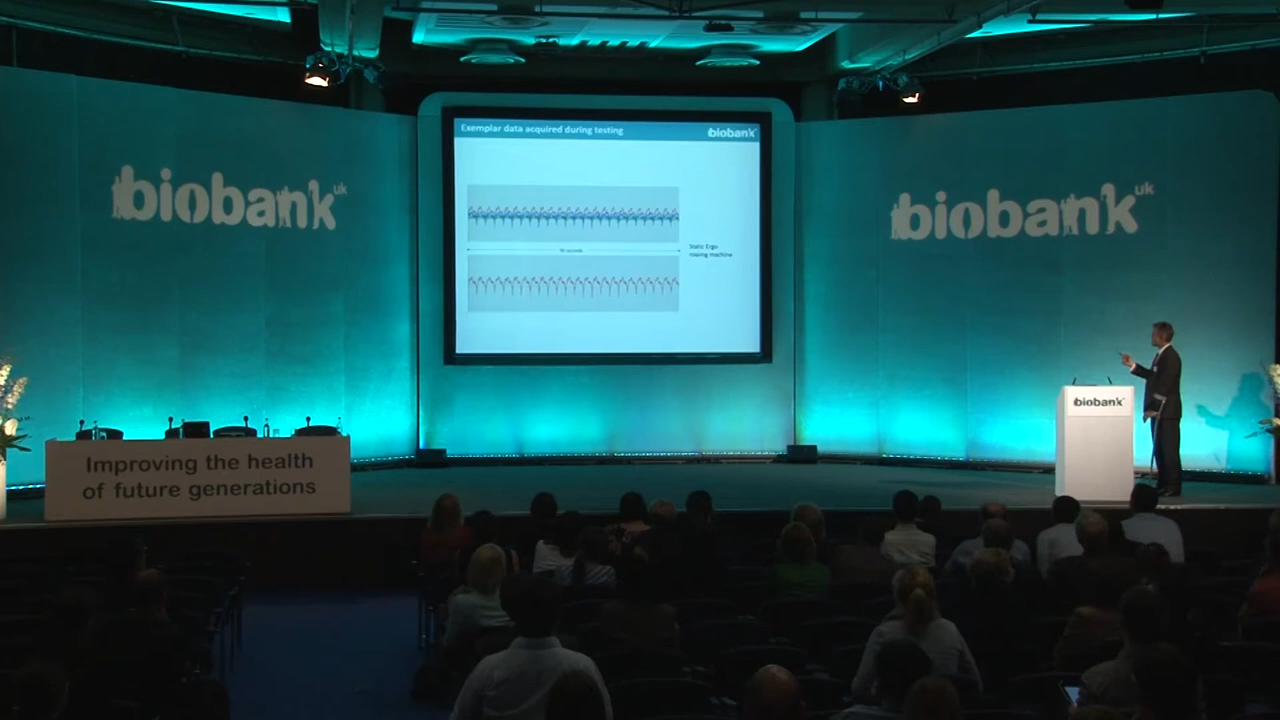 Exemplar data acquired during testing
biobank
Static Ergo
rowing machine
biobank uk
biobank uk
biobank
Improving the health
of future generations